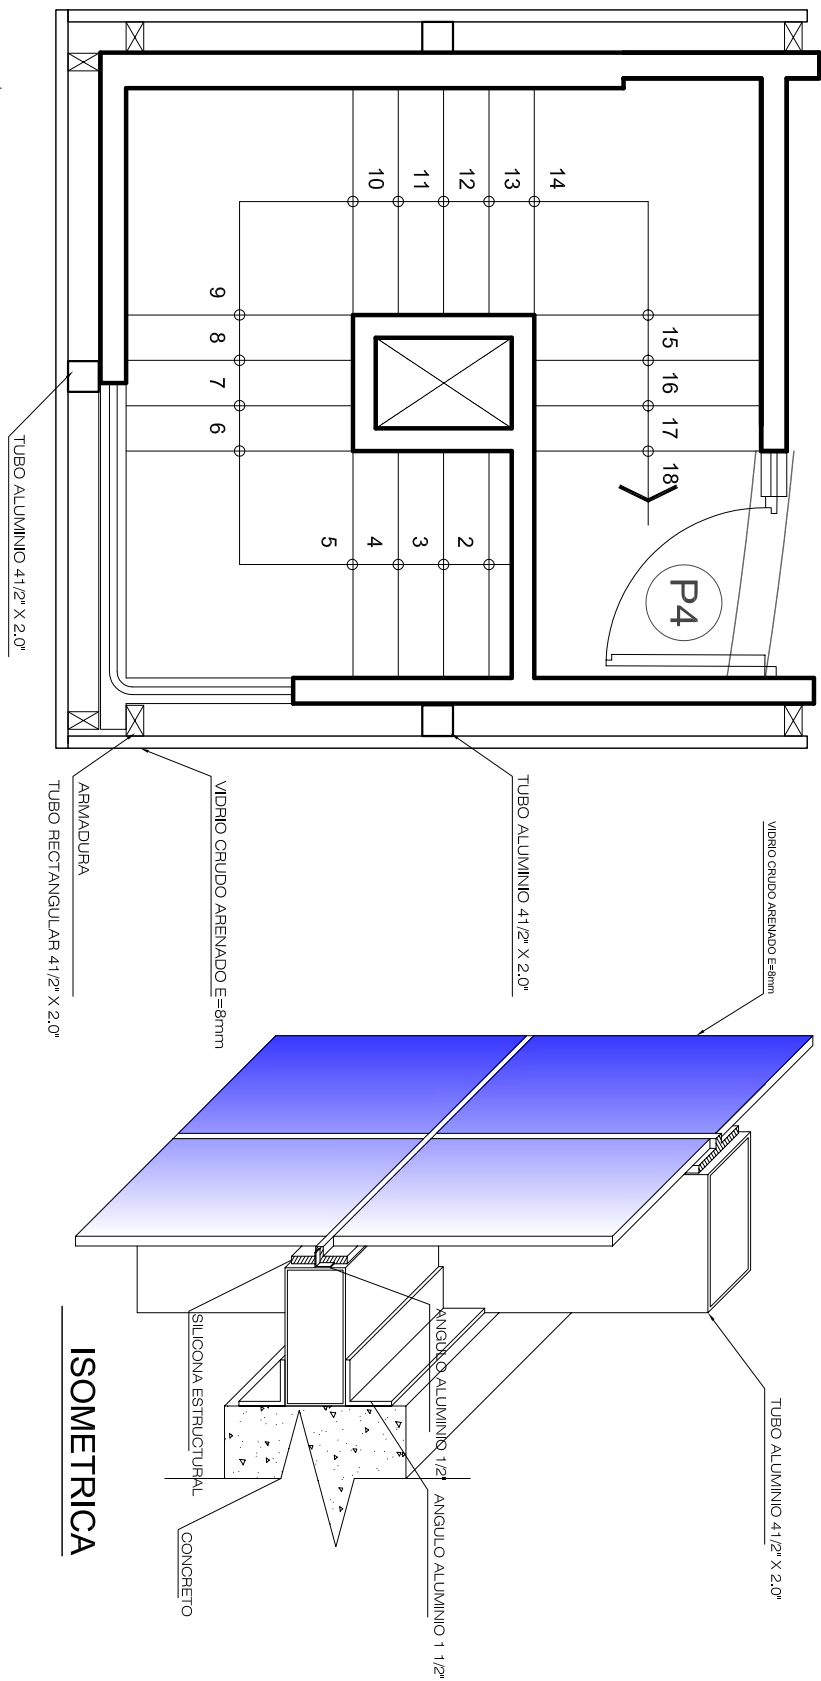 10
11
12
13
14
9
8
7
6
15
16
17
18
5
4
3
2
P4
TUBO ALUMINIO 41/2" X 2.0"
TUBO ALUMINIO 41/2" X 2.0"
VIDRIO CRUDO ARENADO E=8mm
ARMADURA
TUBO RECTANGULAR 41/2" X 2.0"
VIDRIO CRUDO ARENADO E=8mm
TUBO ALUMINIO 41/2" X 2.0"
ANGULO ALUMINIO 1/2"
ANGULO ALUMINIO 1 1/2"
SILICONA ESTRUCTURAL
CONCRETO
ISOMETRICA